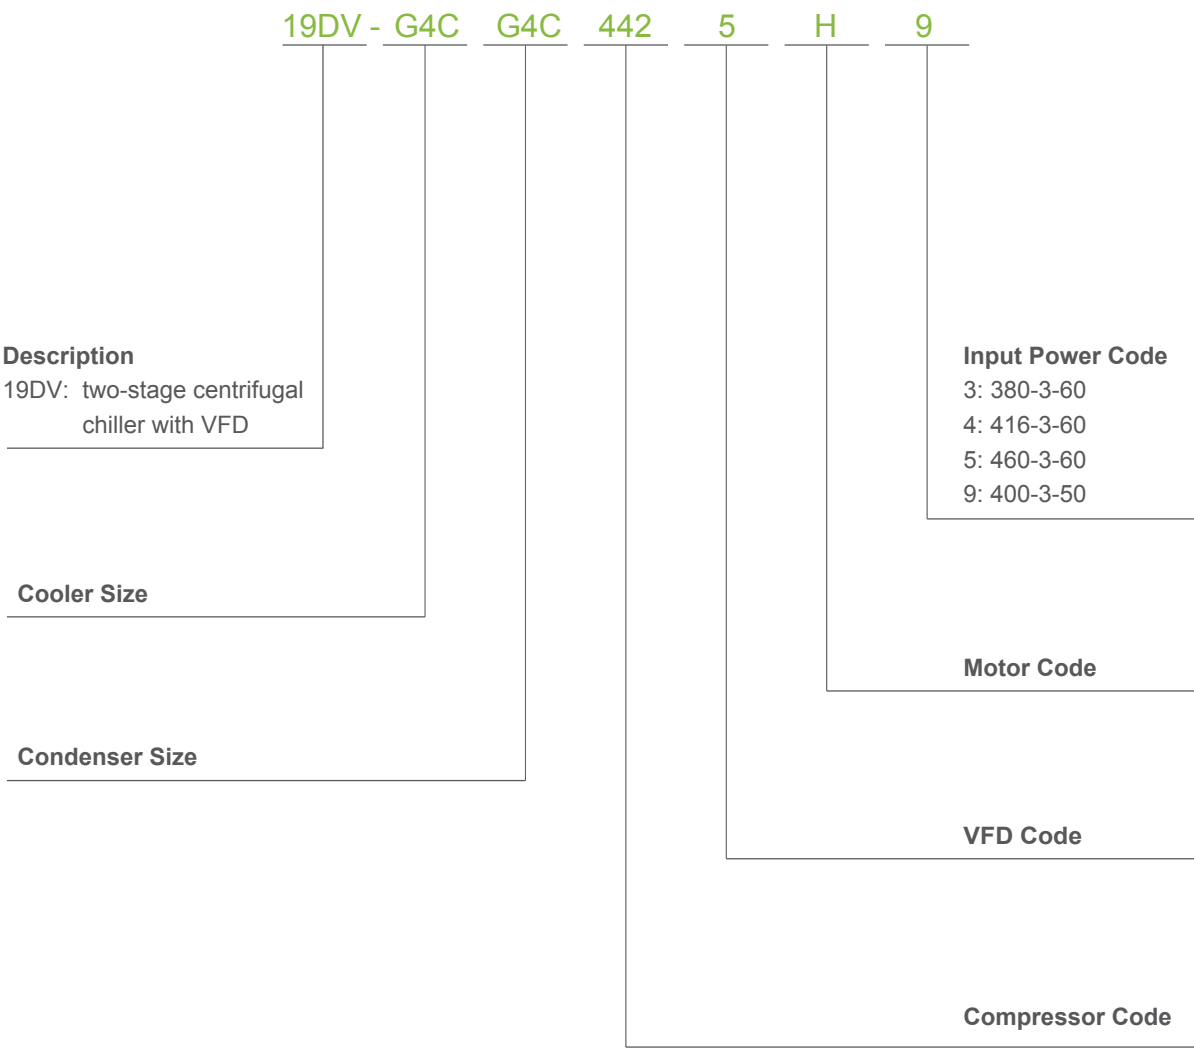 19DV - G4C G4C 442 5 H 9
Description
19DV: two-stage centrifugal
chiller with VFD
Input Power Code
3: 380-3-60
4: 416-3-60
5: 460-3-60
9: 400-3-50
Cooler Size
Motor Code
Condenser Size
VFD Code
Compressor Code